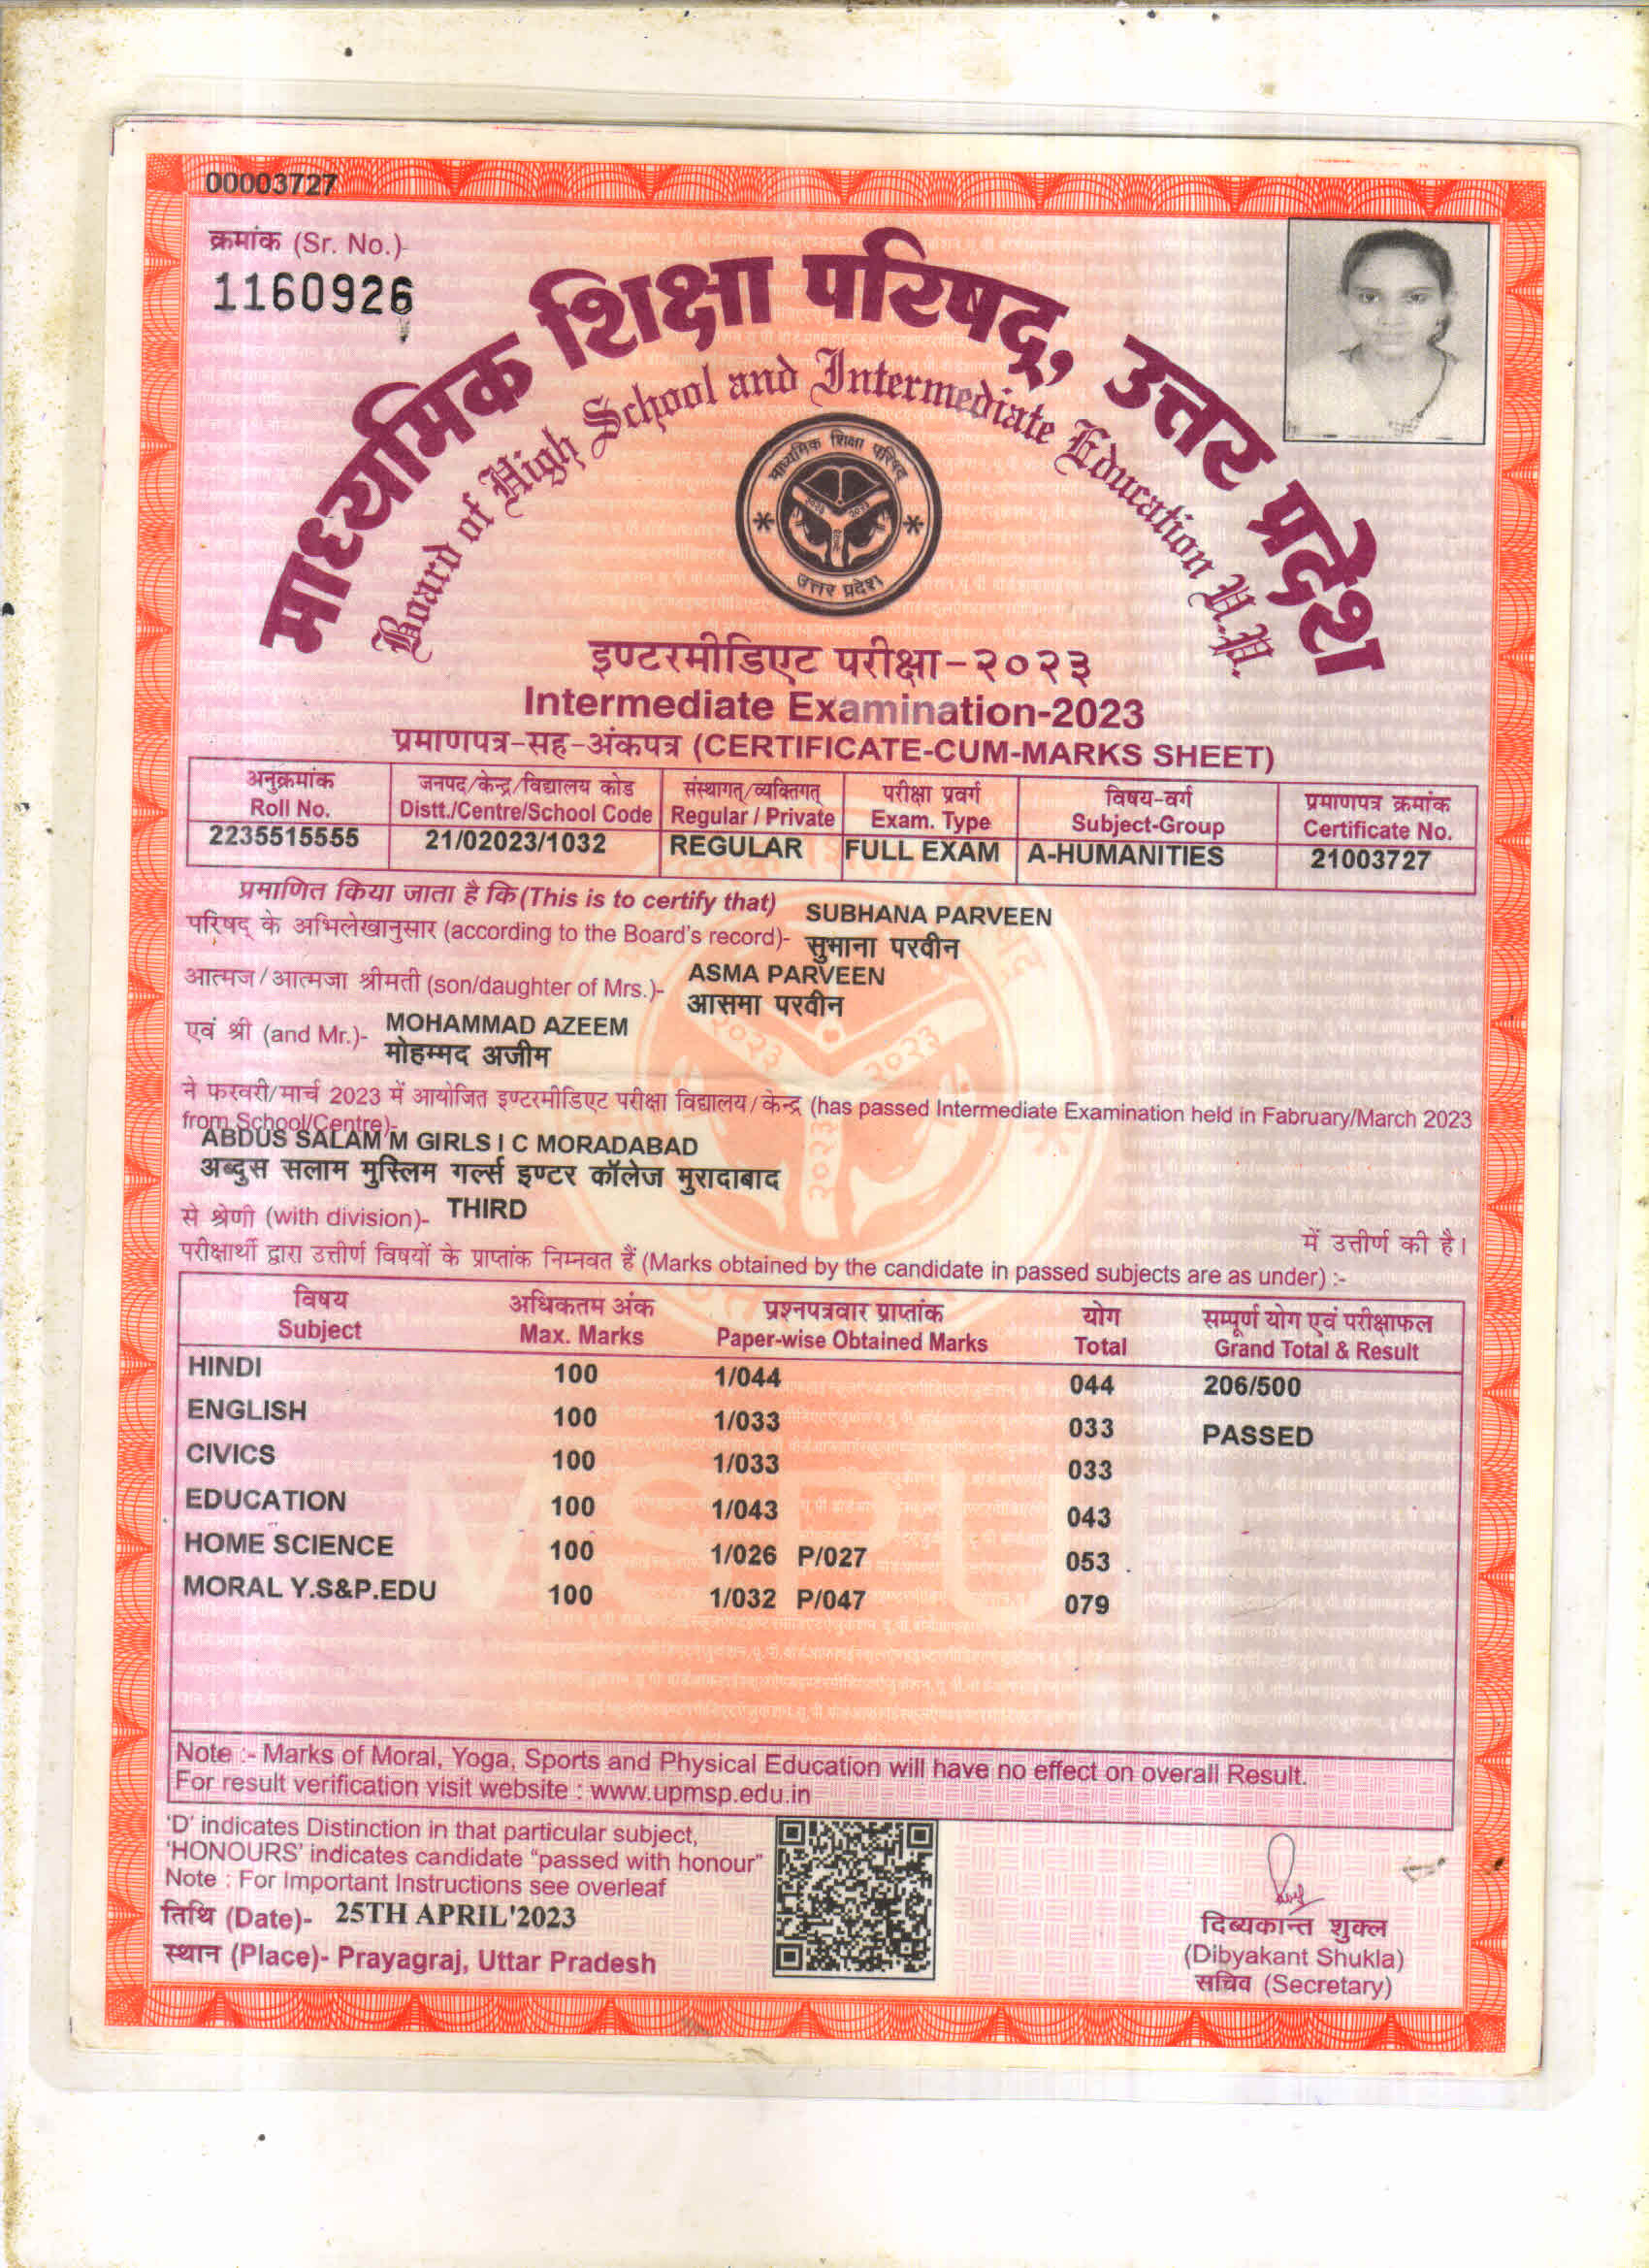 00003727
क्रमांक (Sr. No.)-
1160926
माध्यमिक शिक्षा परिषद्, उत्तर प्रदेश
Board of High School and Intermediate Education U.P.
माध्यमिक शिक्षा परिषद
उत्तर प्रदेश
इण्टरमीडिएट परीक्षा-२०२३
Intermediate Examination-2023
प्रमाणपत्र-सह-अंकपत्र (CERTIFICATE-CUM-MARKS SHEET)
अनुक्रमांक जनपद/केन्द्र/विद्यालय कोड संस्थागत्/व्यक्तिगत् परीक्षा प्रवर्ग विषय-वर्ग प्रमाणपत्र क्रमांक
Roll No. Distt./Centre/School Code Regular / Private Exam. Type Subject-Group Certificate No.
2235515555 21/02023/1032 REGULAR FULL EXAM A-HUMANITIES 21003727
प्रमाणित किया जाता है कि (This is to certify that) SUBHANA PARVEEN
परिषद् के अभिलेखानुसार (according to the Board's record)- सुभाना परवीन
आत्मज/आत्मजा श्रीमती (son/daughter of Mrs.)- ASMA PARVEEN
आसमा परवीन
एवं श्री (and Mr.)- MOHAMMAD AZEEM
मोहम्मद अजीम
ने फरवरी/मार्च 2023 में आयोजित इण्टरमीडिएट परीक्षा विद्यालय/केन्द्र (has passed Intermediate Examination held in Fabruary/March 2023
from School/Centre)-
ABDUS SALAM M GIRLS I C MORADABAD
अब्दुस सलाम मुस्लिम गर्ल्स इण्टर कॉलेज मुरादाबाद
से श्रेणी (with division)- THIRD
में उत्तीर्ण की है।
परीक्षार्थी द्वारा उत्तीर्ण विषयों के प्राप्तांक निम्नवत हैं (Marks obtained by the candidate in passed subjects are as under) :-
विषय अधिकतम अंक प्रश्नपत्रवार प्राप्तांक योग सम्पूर्ण योग एवं परीक्षाफल
Subject Max. Marks Paper-wise Obtained Marks Total Grand Total & Result
HINDI 100 1/044 044 206/500
ENGLISH 100 1/033 033 PASSED
CIVICS 100 1/033 033
EDUCATION 100 1/043 043
HOME SCIENCE 100 1/026 P/027 053
MORAL Y.S&P.EDU 100 1/032 P/047 079
Note :- Marks of Moral, Yoga, Sports and Physical Education will have no effect on overall Result.
For result verification visit website : www.upmsp.edu.in
'D' indicates Distinction in that particular subject,
'HONOURS' indicates candidate "passed with honour"
Note : For Important Instructions see overleaf
तिथि (Date)- 25TH APRIL'2023
स्थान (Place)- Prayagraj, Uttar Pradesh
दिब्यकान्त शुक्ल
(Dibyakant Shukla)
सचिव (Secretary)